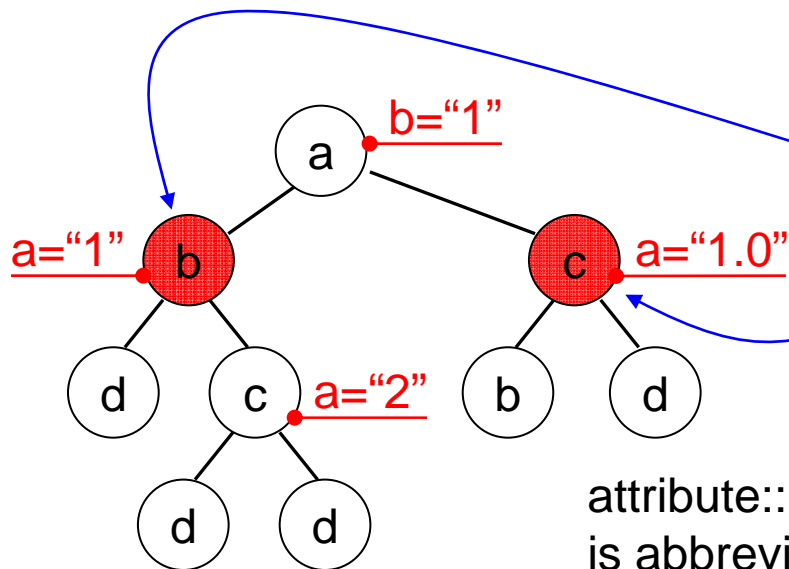 b=“1”
a
a=“1”
b
c
a=“1.0”
d
c
a=“2”
b
d
d
d
attribute::
is abbrevi